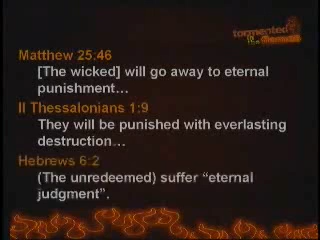 tormented
Matthew 25:46
[The wicked] will go away to eternal
punishment…
II Thessalonians 1:9
They will be punished with everlasting
destruction…
Hebrews 6:2
(The unredeemed) suffer “eternal
judgment”.